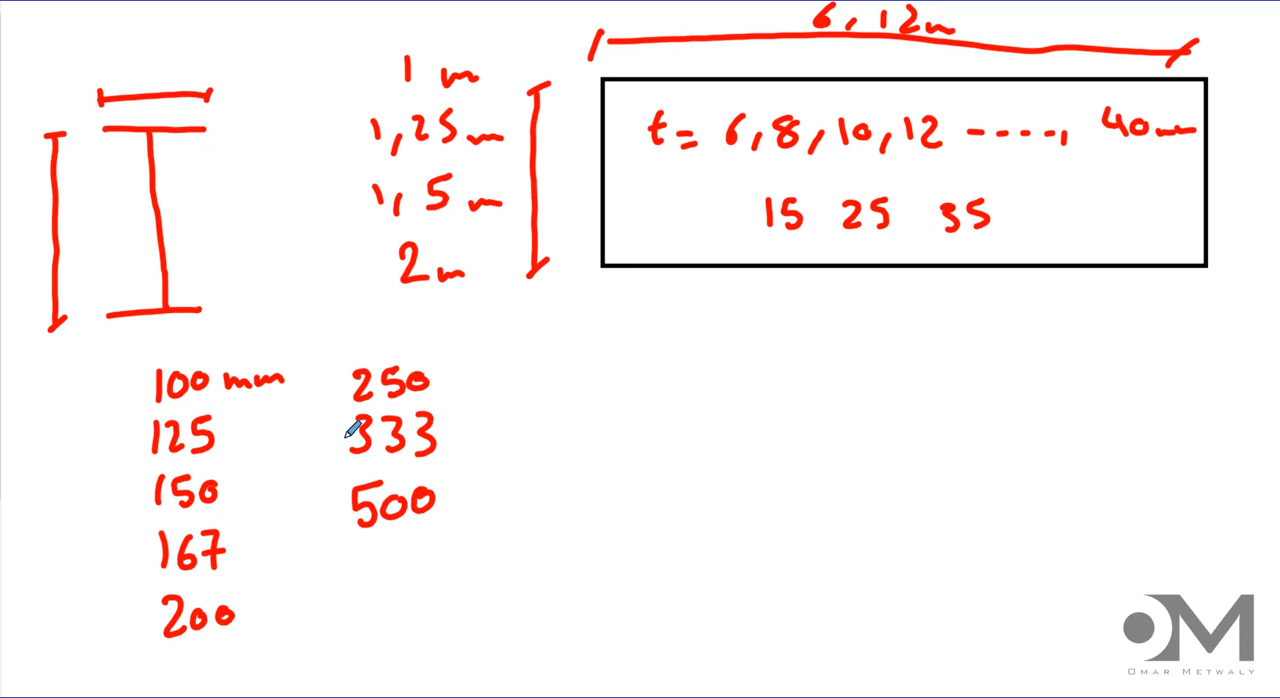 6, 12m
1 m
1,25 m
1,5 m
2 m
t = 6, 8, 10, 12 ----, 40mm
15 25 35
100 mm
125
150
167
200
250
333
500
OM
OMAR METWALY